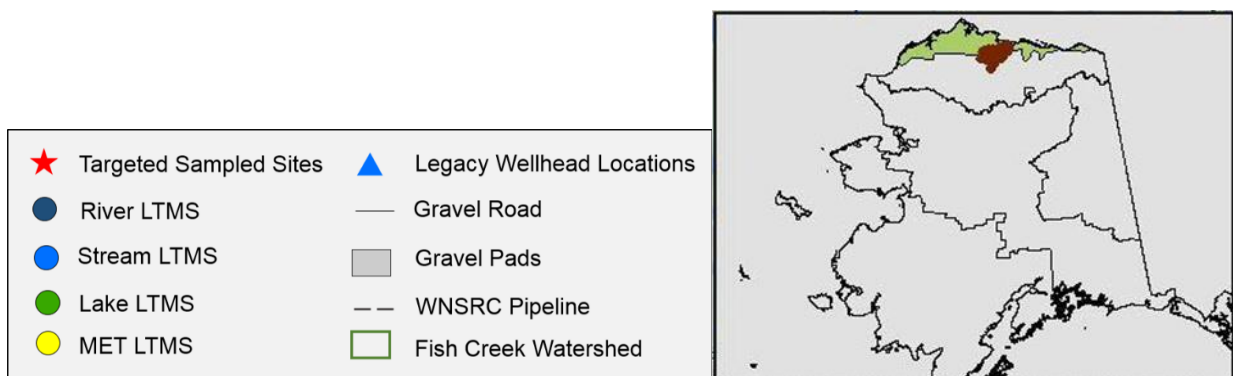 Targeted Sampled Sites
River LTMS
Stream LTMS
Lake LTMS
MET LTMS
Legacy Wellhead Locations
Gravel Road
Gravel Pads
WNSRC Pipeline
Fish Creek Watershed